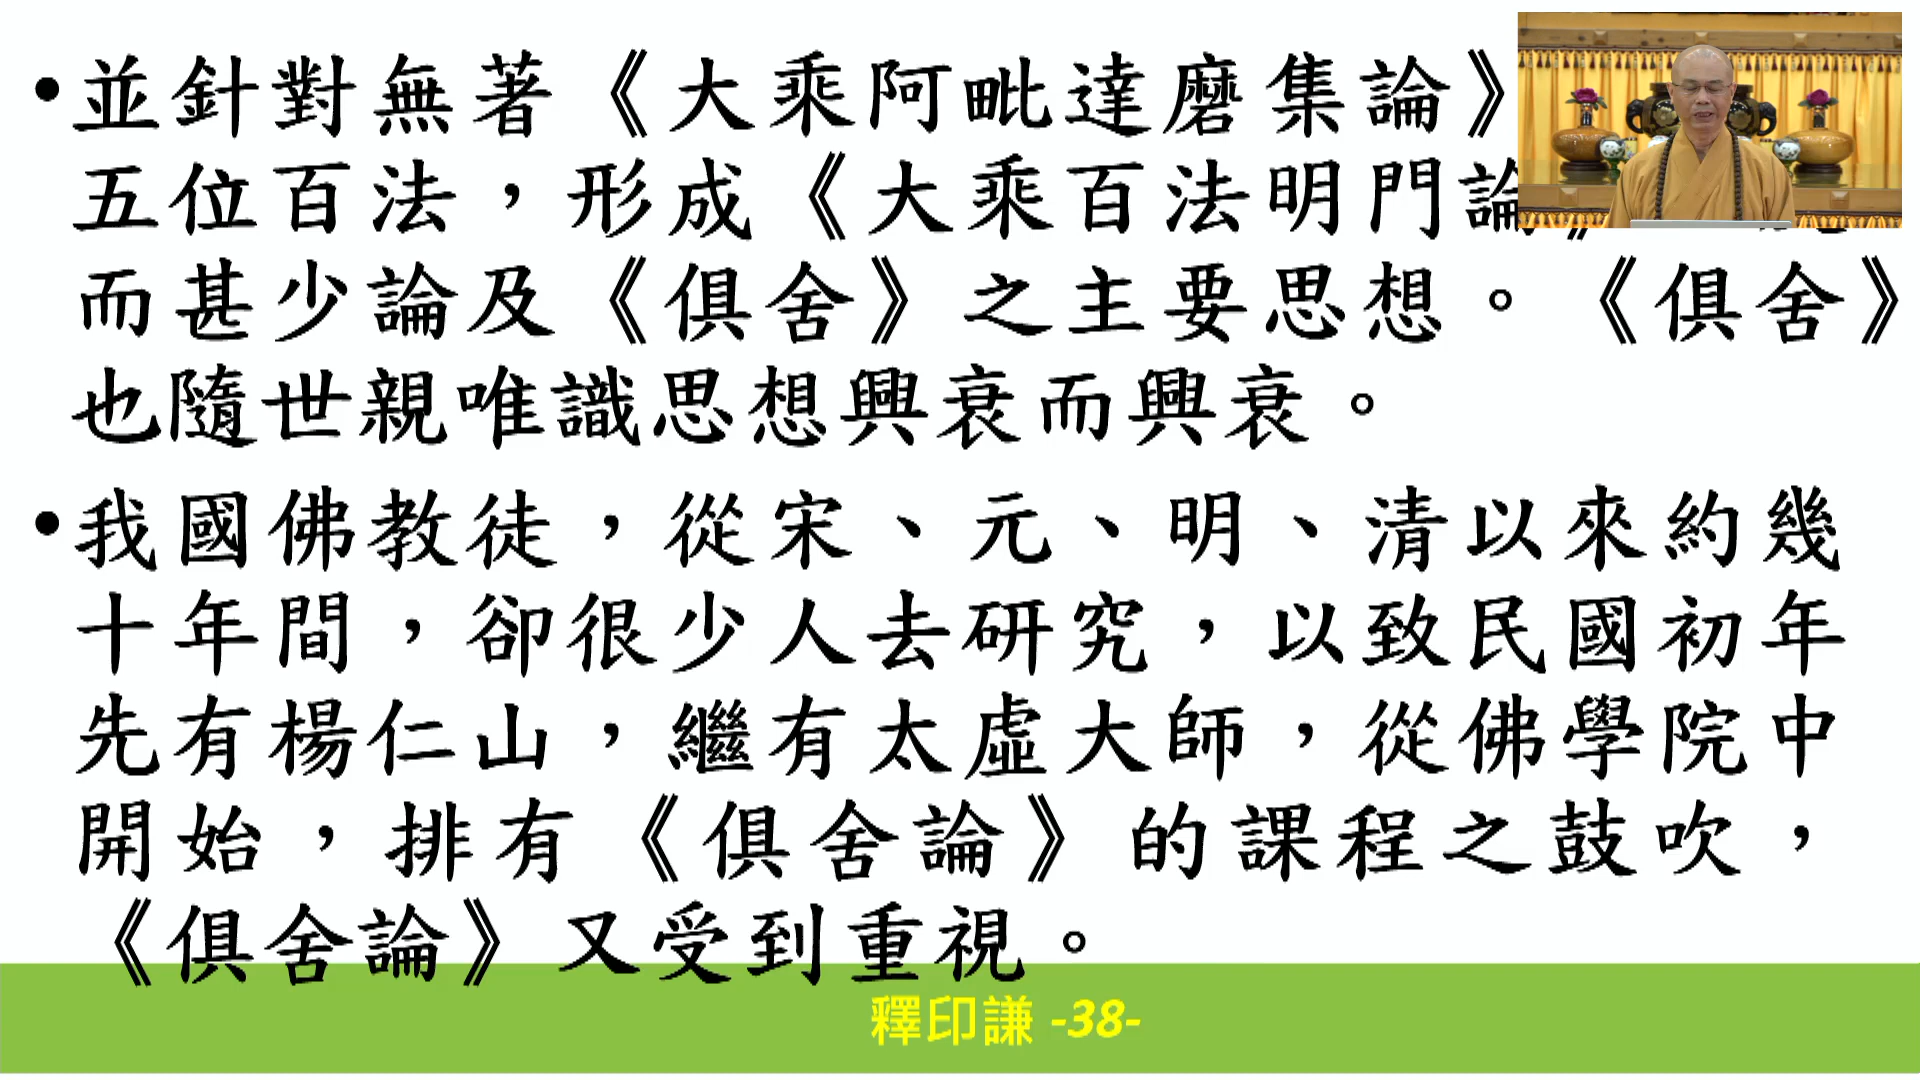 •並針對無著《大乘阿毗達磨集論》
五位百法，形成《大乘百法明門論》
而甚少論及《俱舍》之主要思想。《俱舍》
也隨世親唯識思想興衰而興衰。
•我國佛教徒，從宋、元、明、清以來約幾
十年間，卻很少人去研究，以致民國初年
先有楊仁山，繼有太虛大師，從佛學院中
開始，排有《俱舍論》的課程之鼓吹，
《俱舍論》又受到重視。
釋印謙 -38-